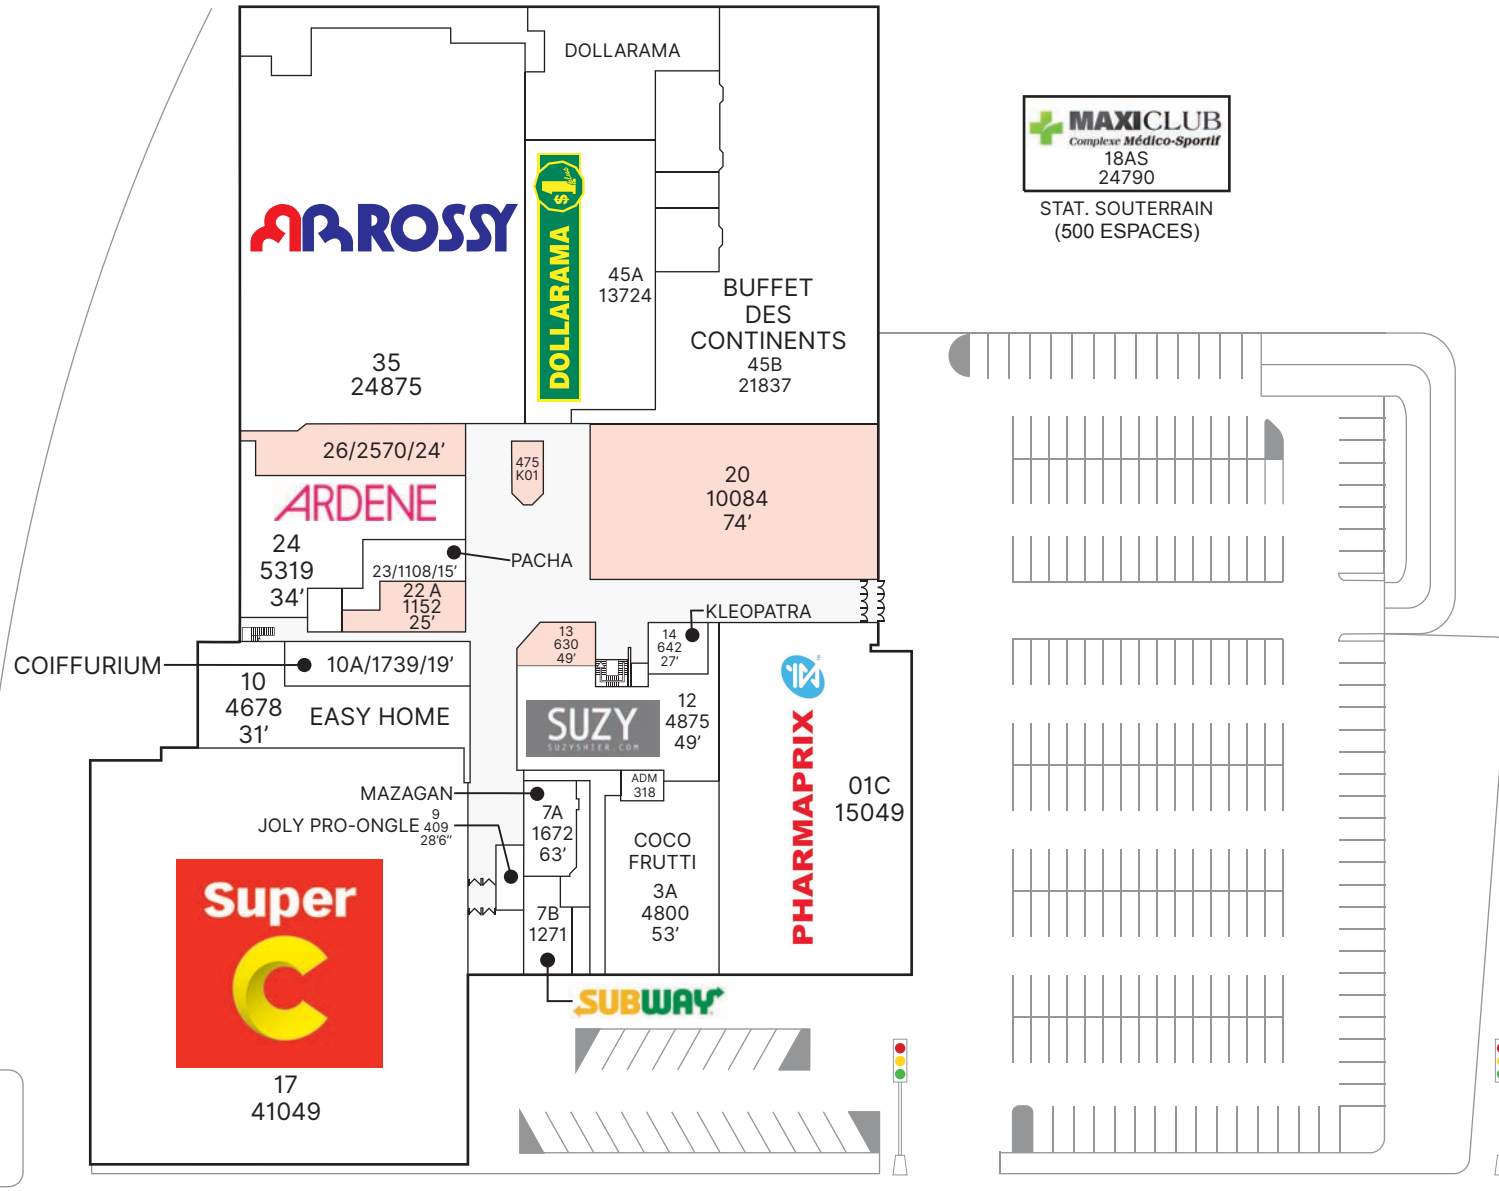 DOLLARAMA
MAXICLUB
Complexe Médico-Sportif
18AS
24790
STAT. SOUTERRAIN
(500 ESPACES)
ROSSY
35
24875
$1 plus
DOLLARAMA
45A
13724
BUFFET
DES
CONTINENTS
45B
21837
26/2570/24’
475
K01
20
10084
74’
ARDENE
24
5319
34’
PACHA
23/1108/15’
22 A
1152
25’
KLEOPATRA
13
630
49’
14
642
27’
COIFFURIUM
10A/1739/19’
10
4678
31’
EASY HOME
SUZY
SUZYSHIER.COM
12
4875
49’
ADM
318
PHARMAPRIX
®
01C
15049
MAZAGAN
7A
1672
63’
JOLY PRO-ONGLE
9
409
28’6’’
COCO
FRUTTI
3A
4800
53’
7B
1271
SUBWAY
Super
C
17
41049